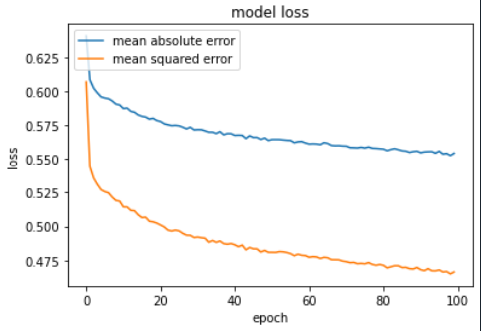 model loss
mean absolute error
mean squared error
0.625
0.600
0.575
0.550
0.525
0.500
0.475
loss
0 20 40 60 80 100
epoch